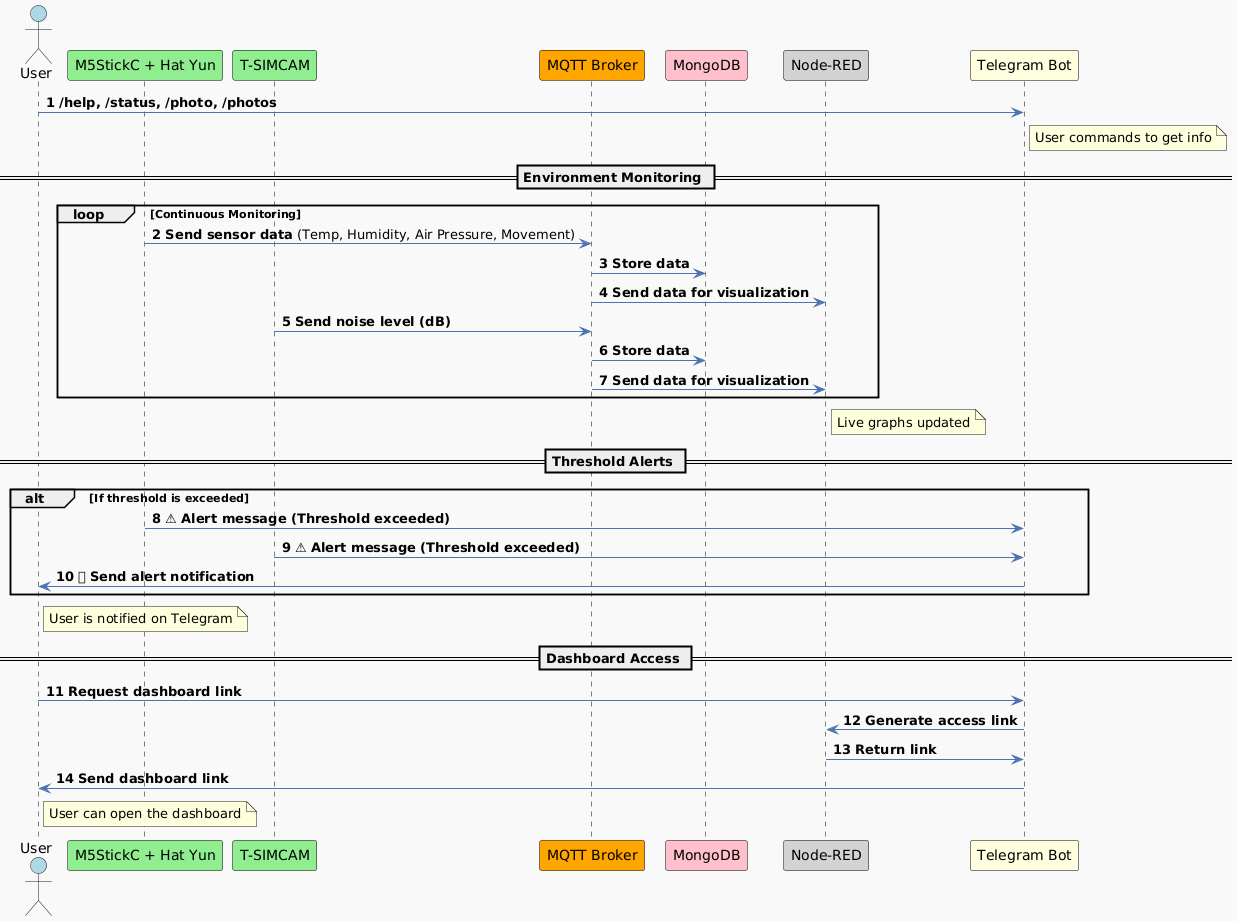 User
M5StickC + Hat Yun
T-SIMCAM
MQTT Broker
MongoDB
Node-RED
Telegram Bot
1 /help, /status, /photo, /photos
User commands to get info
Environment Monitoring
loop [Continuous Monitoring]
2 Send sensor data (Temp, Humidity, Air Pressure, Movement)
3 Store data
4 Send data for visualization
5 Send noise level (dB)
6 Store data
7 Send data for visualization
Live graphs updated
Threshold Alerts
alt [If threshold is exceeded]
8 ⚠ Alert message (Threshold exceeded)
9 ⚠ Alert message (Threshold exceeded)
10 Send alert notification
User is notified on Telegram
Dashboard Access
11 Request dashboard link
12 Generate access link
13 Return link
14 Send dashboard link
User can open the dashboard
User
M5StickC + Hat Yun
T-SIMCAM
MQTT Broker
MongoDB
Node-RED
Telegram Bot